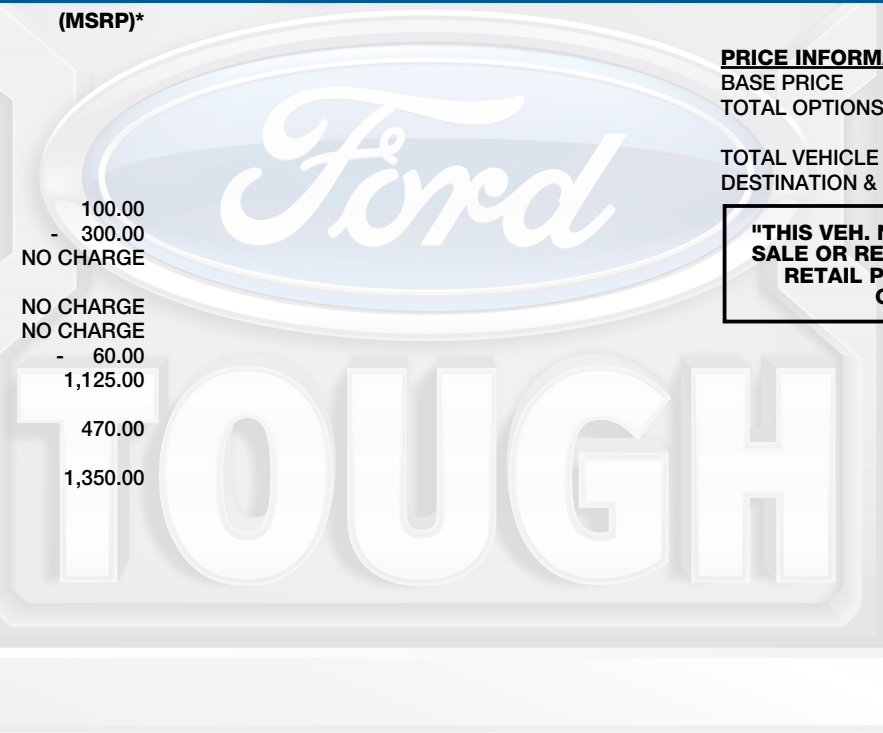 (MSRP)*
100.00
- 300.00
NO CHARGE
NO CHARGE
NO CHARGE
- 60.00
1,125.00
470.00
1,350.00
PRICE INFORM
BASE PRICE
TOTAL OPTIONS
TOTAL VEHICLE
DESTINATION &
"THIS VEH.
SALE OR RE
RETAIL P
Ford
TOUGH